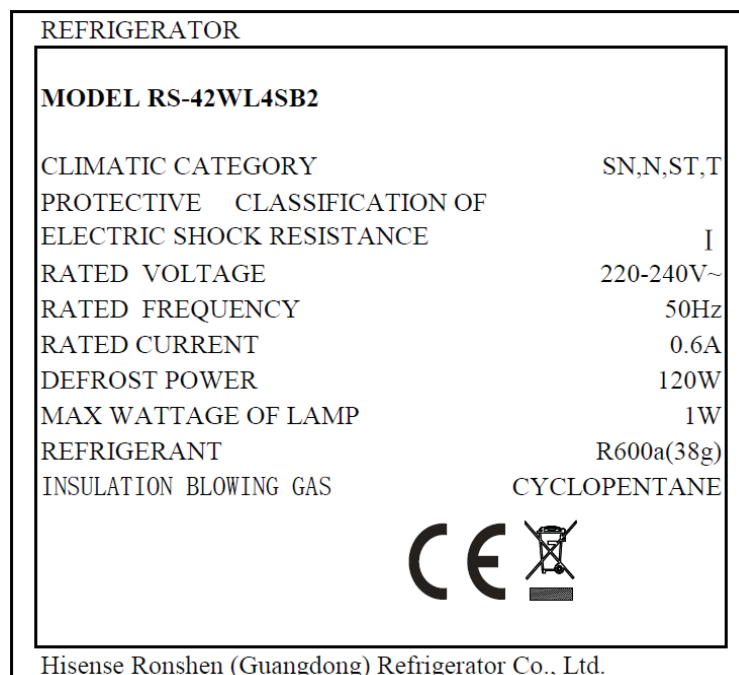 REFRIGERATOR
MODEL RS-42WL4SB2
CLIMATIC CATEGORY SN,N,ST,T
PROTECTIVE CLASSIFICATION OF
ELECTRIC SHOCK RESISTANCE I
RATED VOLTAGE 220-240V~
RATED FREQUENCY 50Hz
RATED CURRENT 0.6A
DEFROST POWER 120W
MAX WATTAGE OF LAMP 1W
REFRIGERANT R600a(38g)
INSULATION BLOWING GAS CYCLOPENTANE
CE
Hisense Ronshen (Guangdong) Refrigerator Co., Ltd.